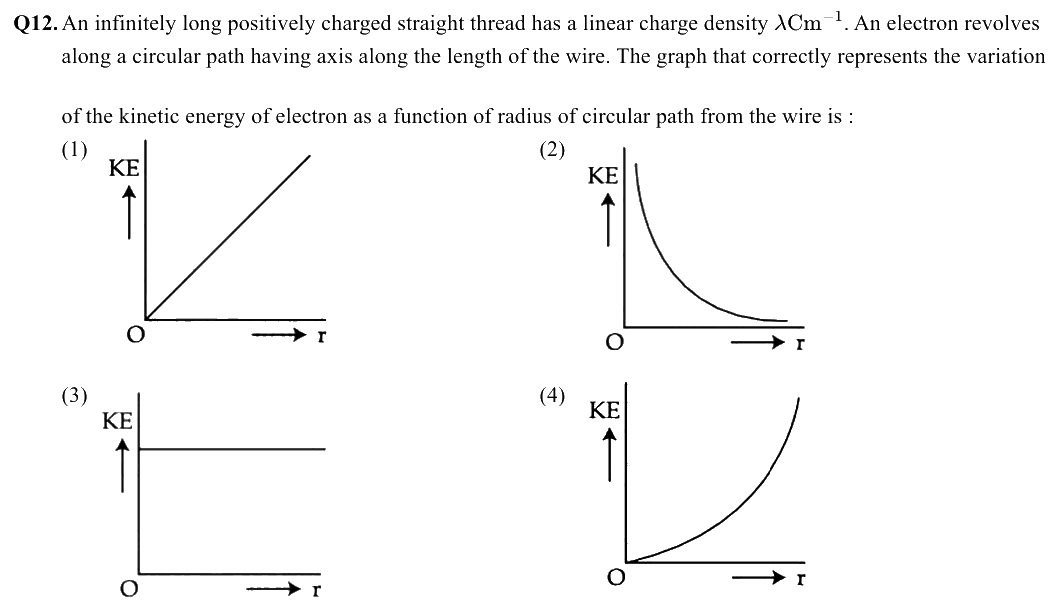 Q12. An infinitely long positively charged straight thread has a linear charge density λCm⁻¹. An electron revolves
along a circular path having axis along the length of the wire. The graph that correctly represents the variation
of the kinetic energy of electron as a function of radius of circular path from the wire is :
(1) (2)
KE KE
O r O r
(3) (4)
KE KE
O r O r